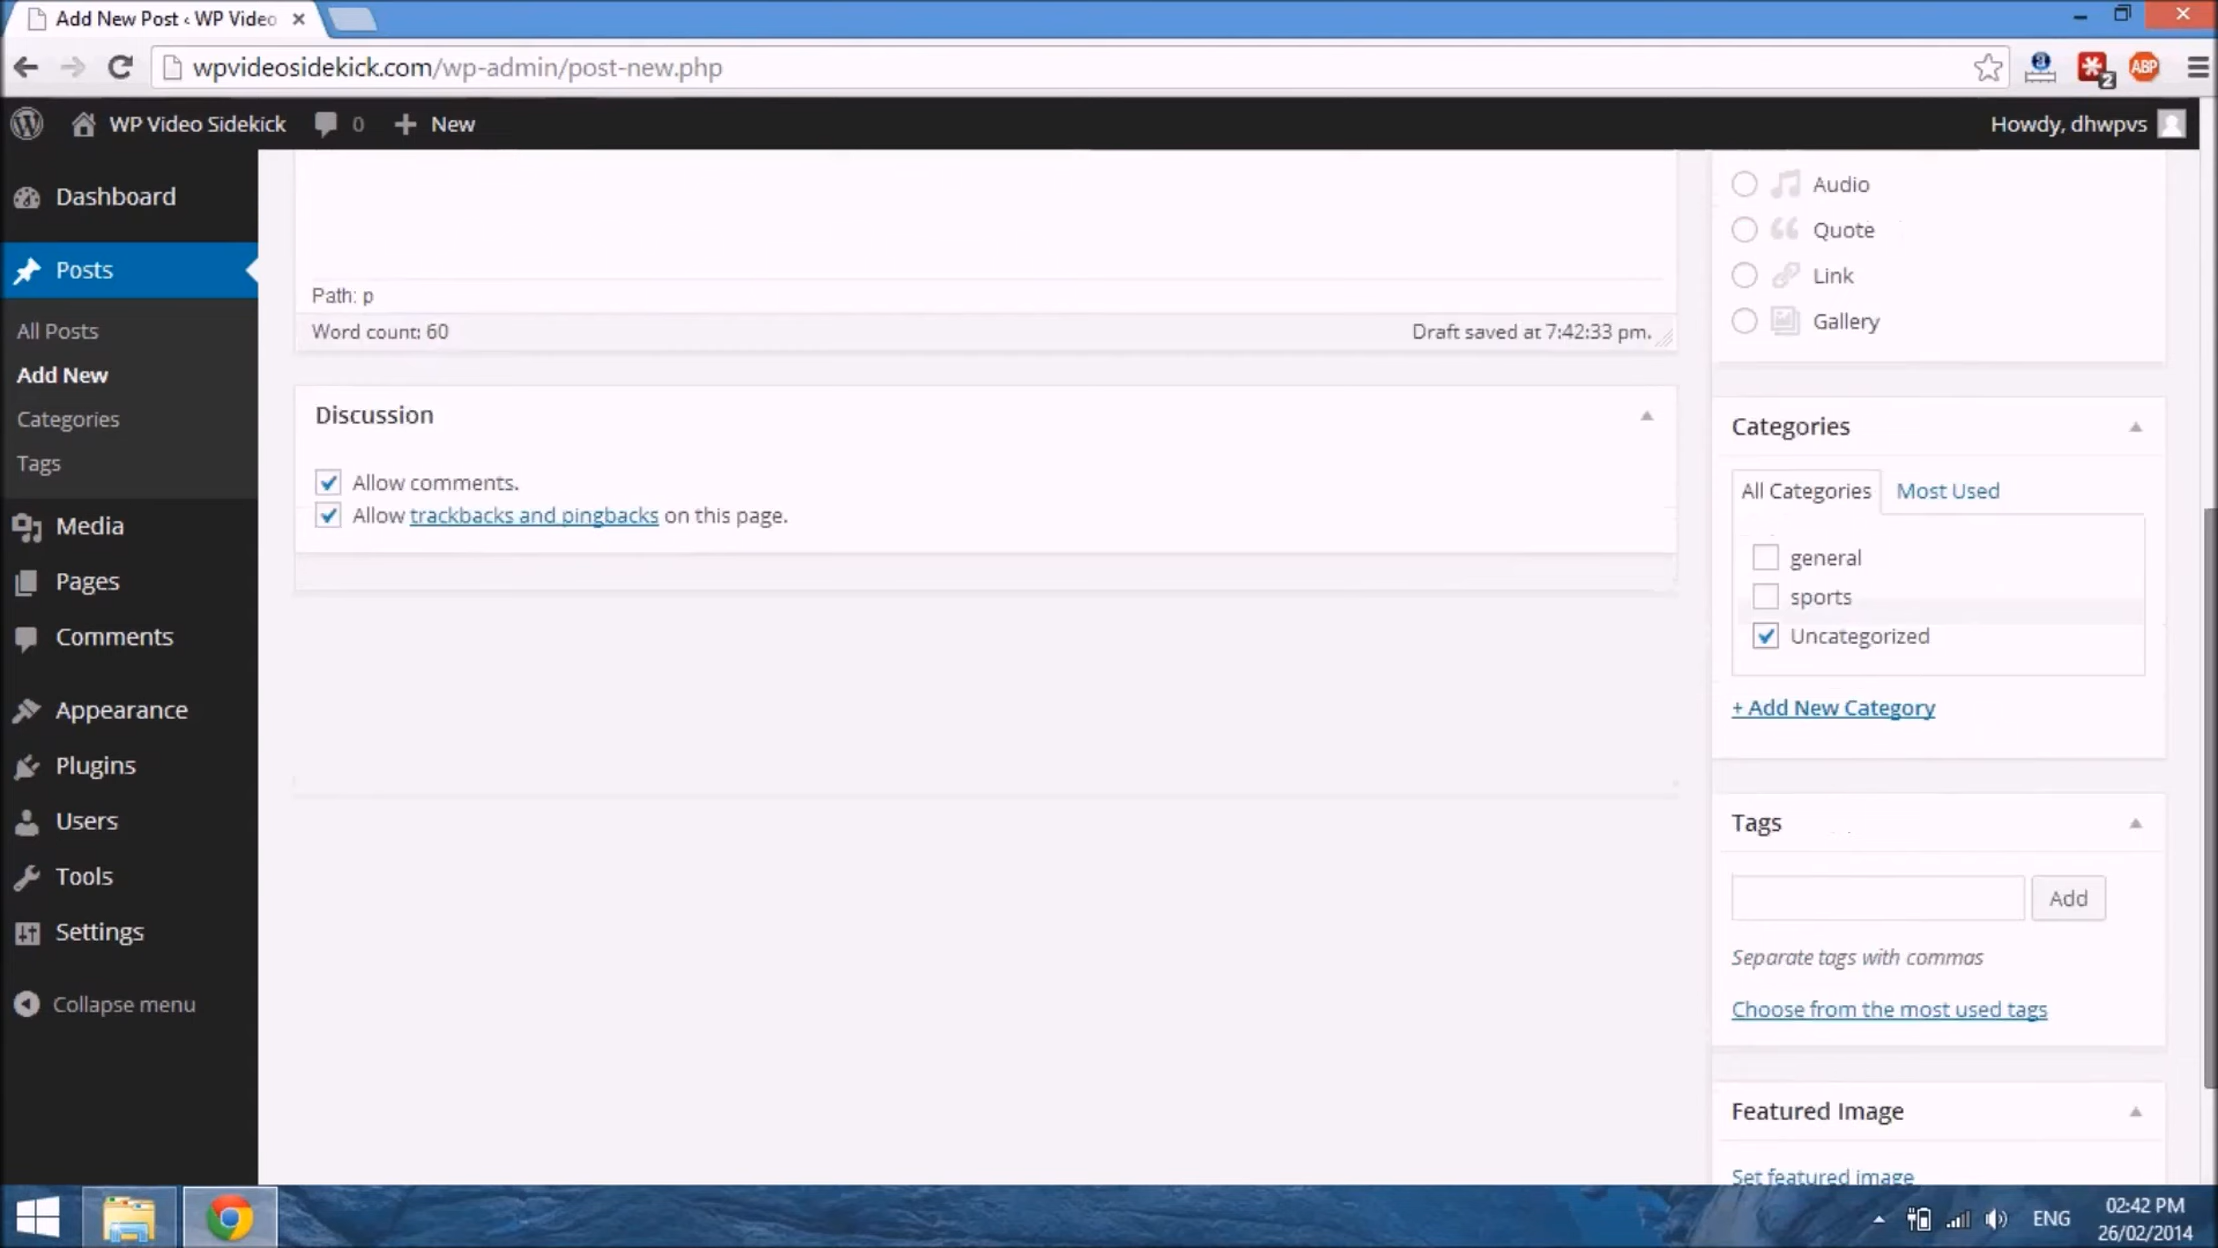 Add New Post ‹ WP Video
wpvideosidekick.com/wp-admin/post-new.php
3
2
ABP
WP Video Sidekick
0
New
Howdy, dhwpvs
Dashboard
Posts
All Posts
Add New
Categories
Tags
Media
Pages
Comments
Appearance
Plugins
Users
Tools
Settings
Collapse menu
Path: p
Word count: 60
Draft saved at 7:42:33 pm.
Discussion
Allow comments.
Allow trackbacks and pingbacks on this page.
Audio
Quote
Link
Gallery
Categories
All Categories
Most Used
general
sports
Uncategorized
+ Add New Category
Tags
Add
Separate tags with commas
Choose from the most used tags
Featured Image
Set featured image
ENG
02:42 PM
26/02/2014